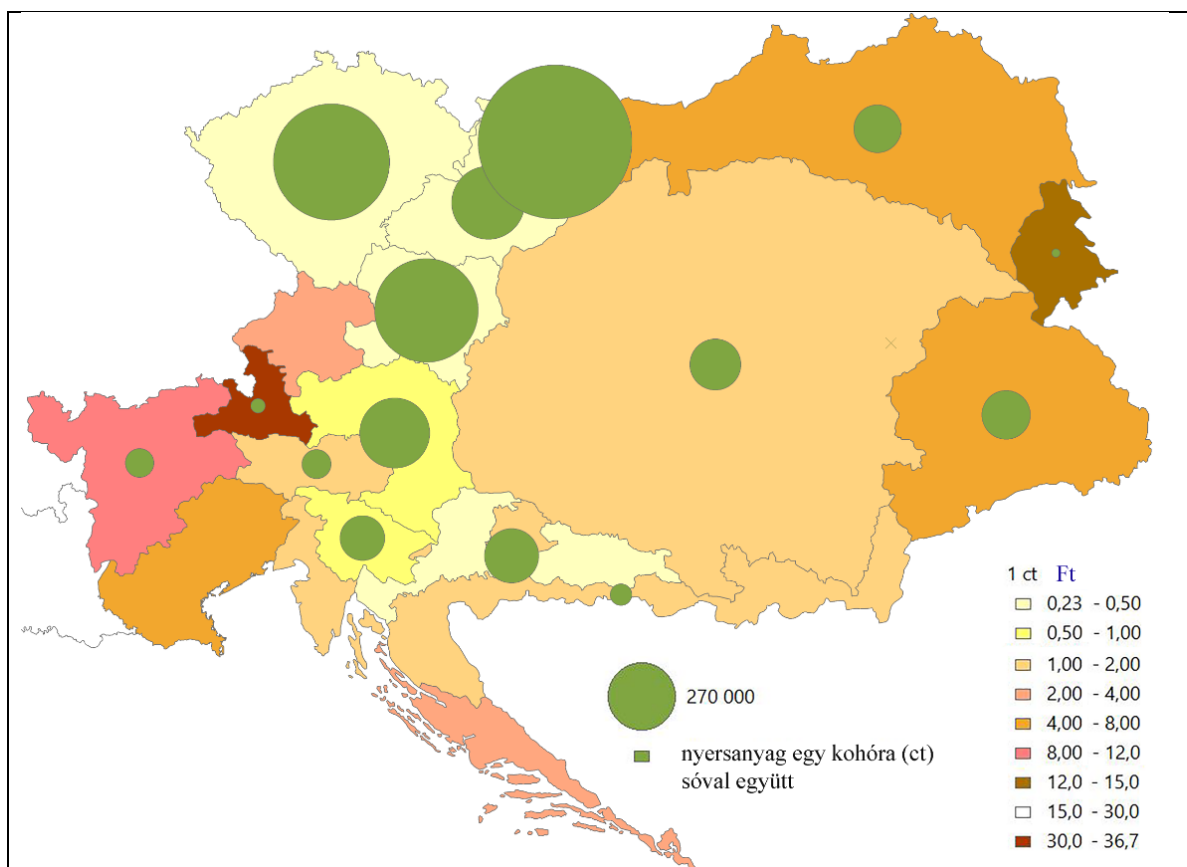 1 ct Ft
0,23 - 0,50
0,50 - 1,00
1,00 - 2,00
2,00 - 4,00
4,00 - 8,00
8,00 - 12,0
12,0 - 15,0
15,0 - 30,0
30,0 - 36,7
270 000
nyersanyag egy kohóra (ct)
sóval együtt